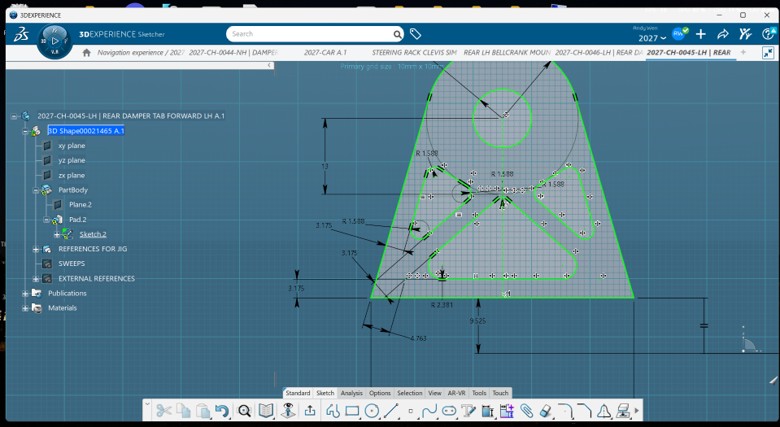 3DEXPERIENCE
3DEXPERIENCE Sketcher
Search
2027
Navigation experience / 2027
2027-CH-0044-NH | DAMPER
2027-CAR A.1
STEERING RACK CLEVIS SIM
REAR LH BELLCRANK MOUN
2027-CH-0046-LH | REAR DA
2027-CH-0045-LH | REAR
Primary grid size : 10mm x 10mm
2027-CH-0045-LH | REAR DAMPER TAB FORWARD LH A.1
3D Shape00021465 A.1
xy plane
yz plane
zx plane
PartBody
Plane.2
Pad.2
Sketch.2
REFERENCES FOR JIG
SWEEPS
EXTERNAL REFERENCES
Publications
Materials
R 1.588
R 1.588
1.588
13
R 1.588
3.175
3.175
3.175
R 2.381
9.525
4.763
Standard Sketch Analysis Options Selection View AR-VR Tools Touch